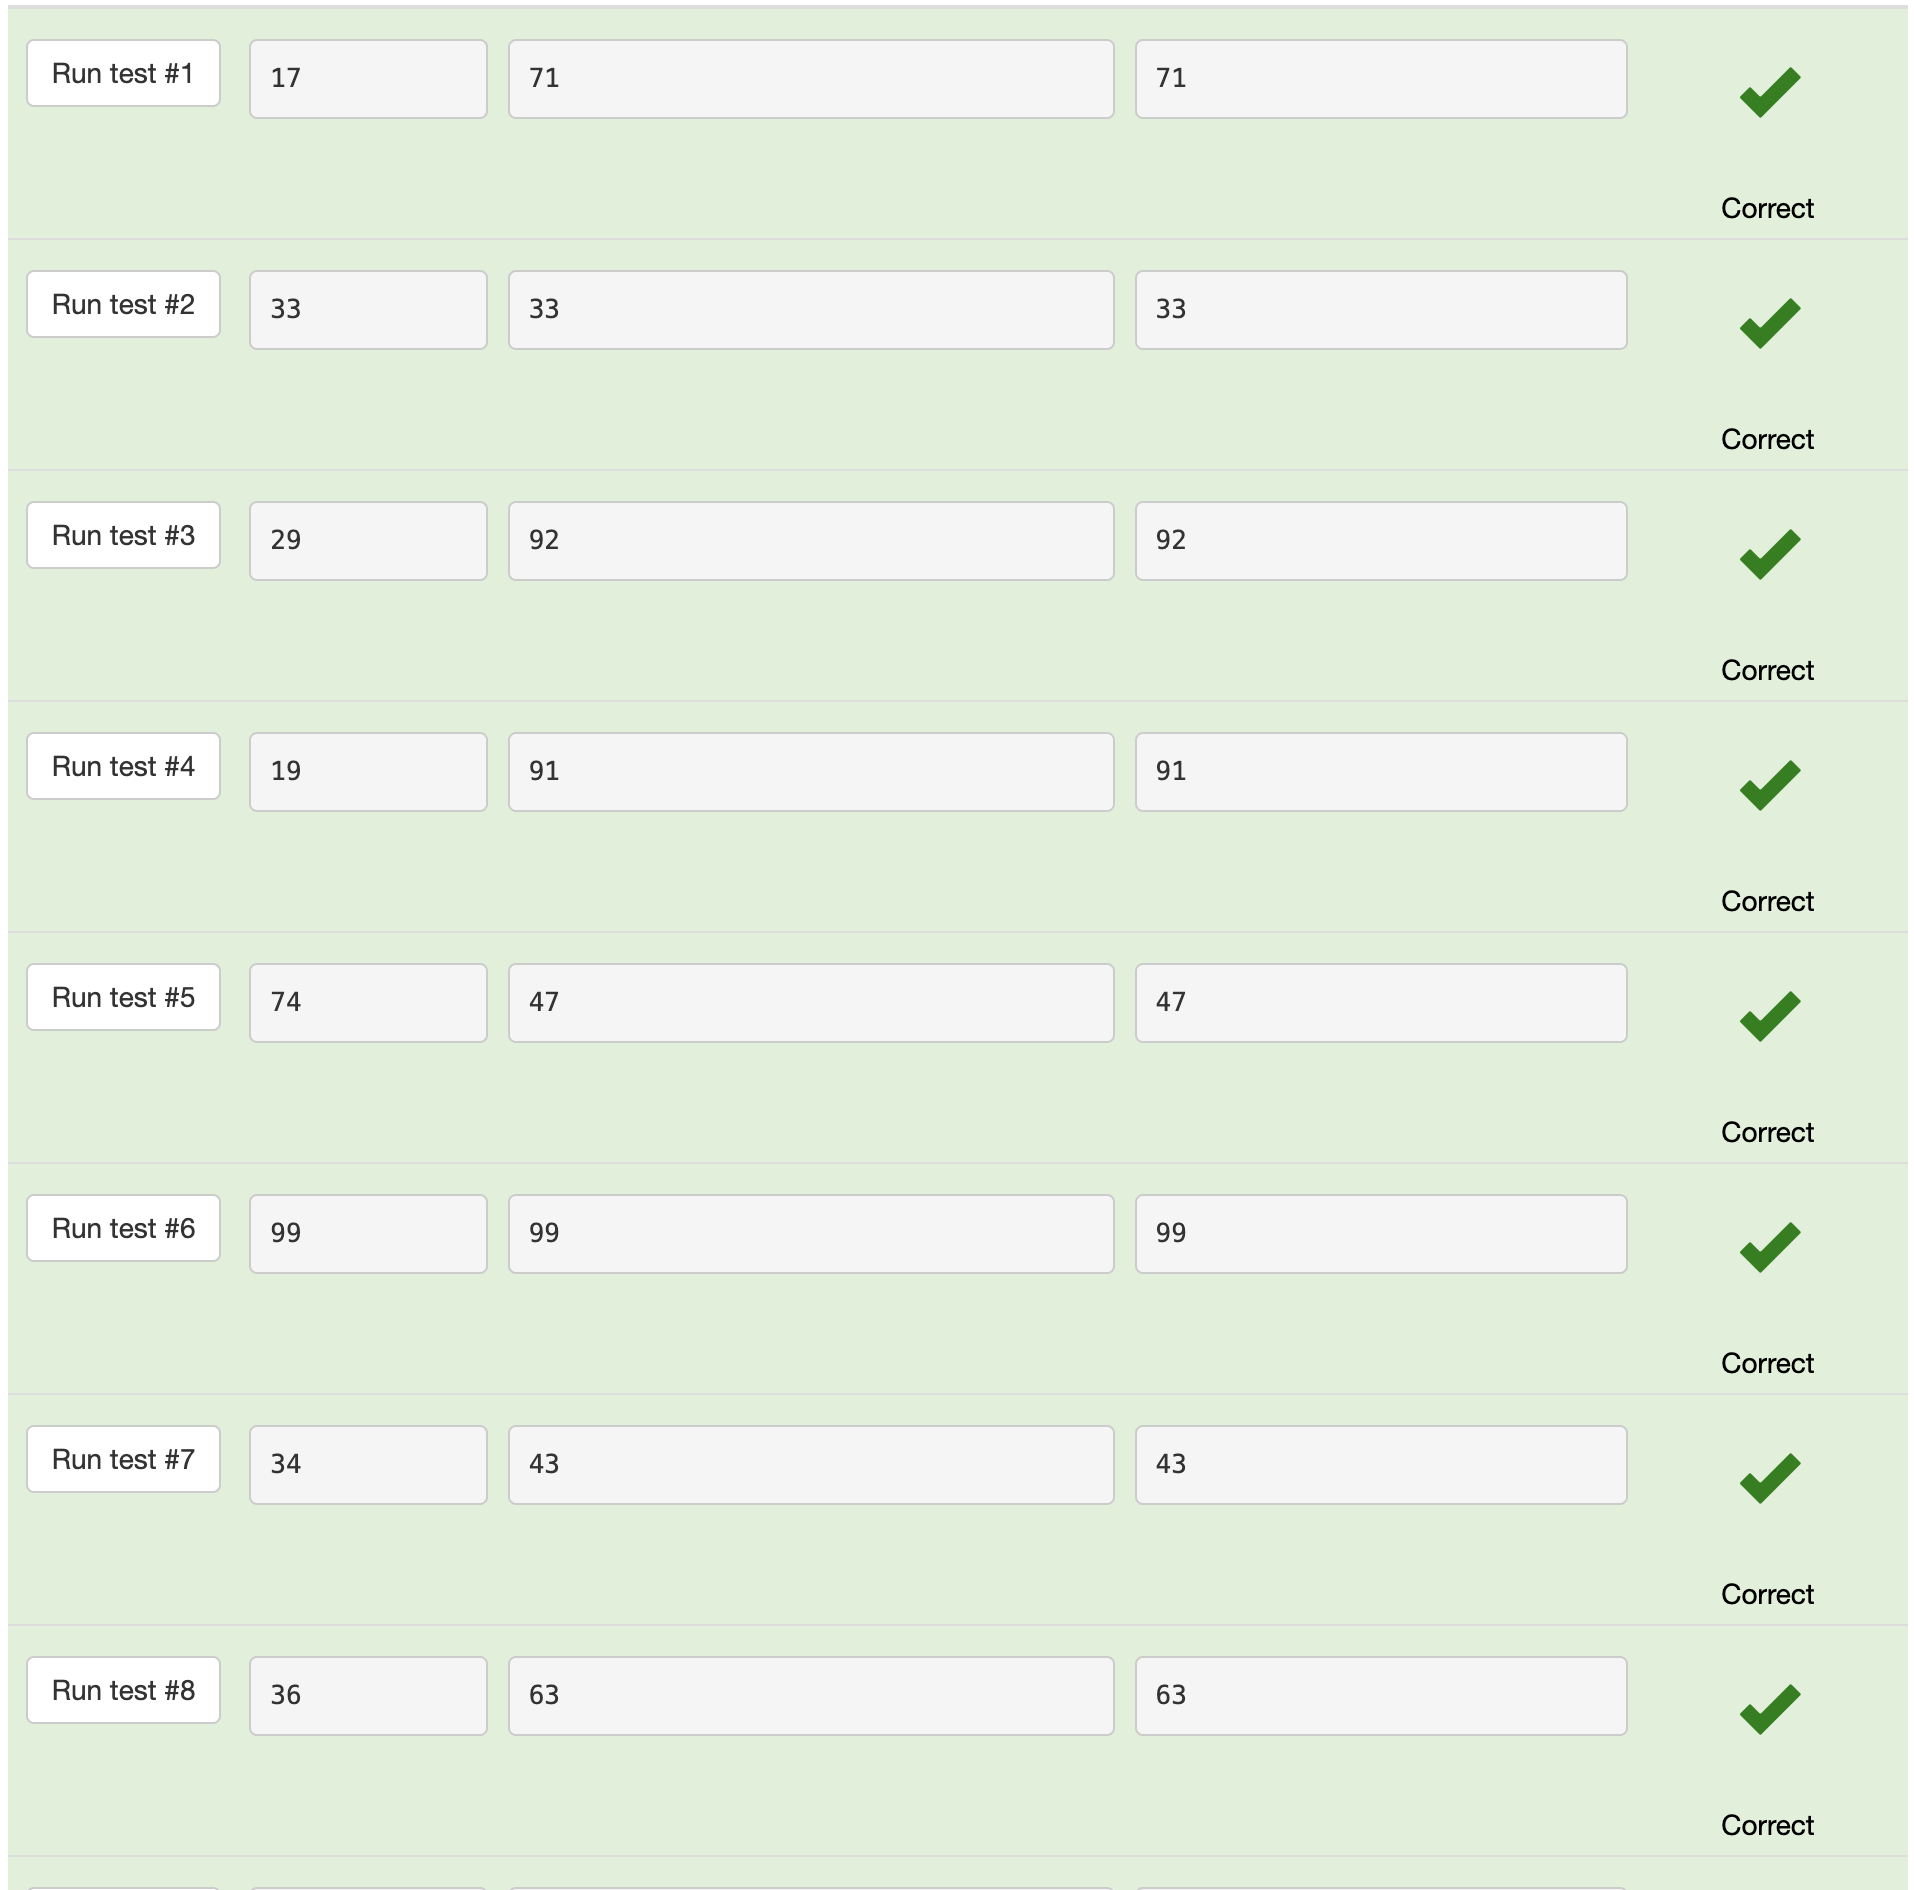 Run test #1 17 71 71
Correct
Run test #2 33 33 33
Correct
Run test #3 29 92 92
Correct
Run test #4 19 91 91
Correct
Run test #5 74 47 47
Correct
Run test #6 99 99 99
Correct
Run test #7 34 43 43
Correct
Run test #8 36 63 63
Correct